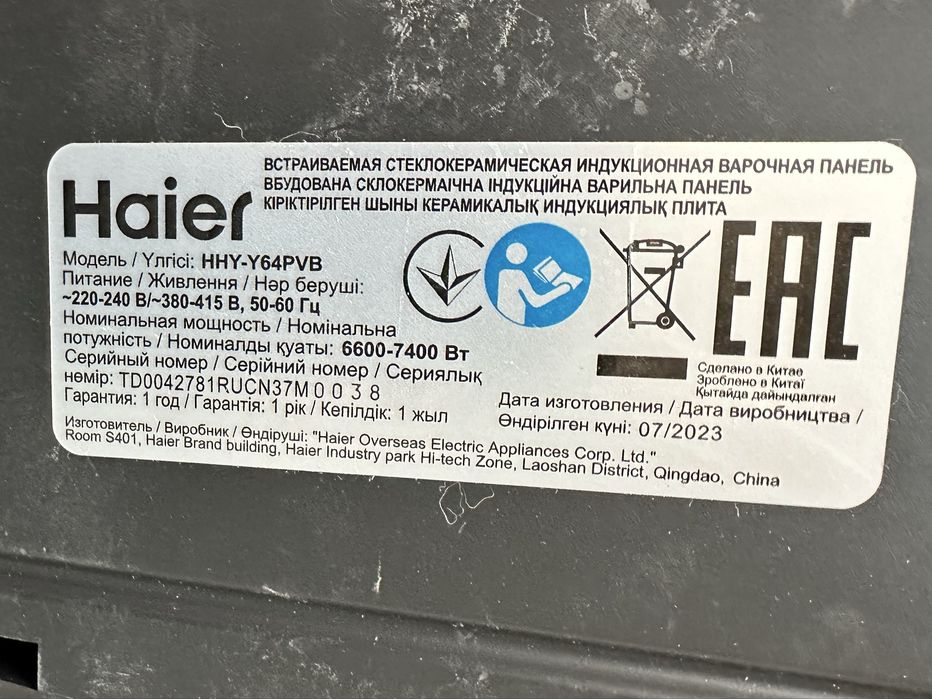 ВСТРАИВАЕМАЯ СТЕКЛОКЕРАМИЧЕСКАЯ ИНДУКЦИОННАЯ ВАРОЧНАЯ ПАНЕЛЬ
ВБУДОВАНА СКЛОКЕРМАІЧНА ІНДУКЦІЙНА ВАРИЛЬНА ПАНЕЛЬ
КІРІКТІРІЛГЕН ШЫНЫ КЕРАМИКАЛЫҚ ИНДУКЦИЯЛЫҚ ПЛИТА
Haier
Модель / Үлгісі: HHY-Y64PVB
Питание / Живлення / Нәр беруші:
~220-240 В/~380-415 В, 50-60 Гц
Номинальная мощность / Номінальна
потужність / Номиналды қуаты: 6600-7400 Вт
Серийный номер / Серійний номер / Сериялық
нөмір: TD0042781RUCN37M0038
Гарантия: 1 год / Гарантія: 1 рік / Кепілдік: 1 жыл
EAC
Сделано в Китае
Зроблено в Китаї
Қытайда дайындалған
Дата изготовления / Дата виробництва /
Өндірілген күні: 07/2023
Изготовитель / Виробник / Өндіруші: "Haier Overseas Electric Appliances Corp. Ltd."
Room S401, Haier Brand building, Haier Industry park Hi-tech Zone, Laoshan District, Qingdao, China